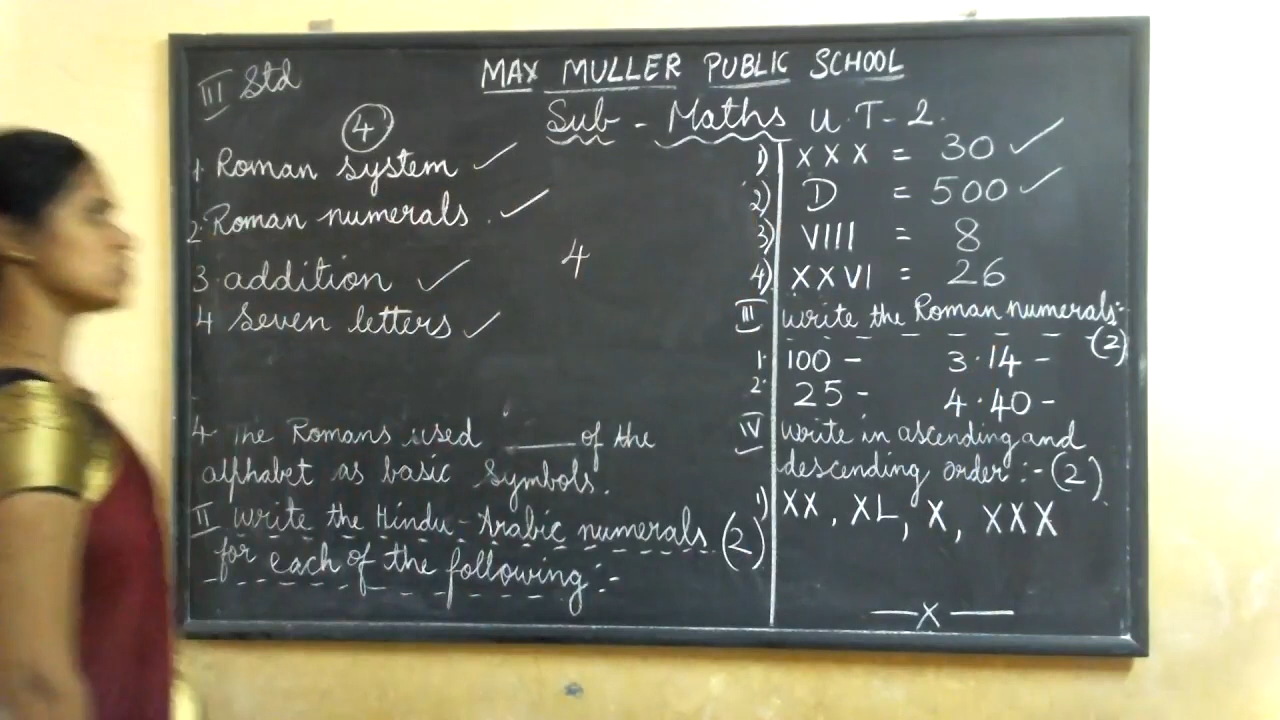 III Std
MAX MULLER PUBLIC SCHOOL
Sub - Maths U.T-2.
4
1. Roman system
2. Roman numerals.
3. addition
4 Seven letters
4
4. The Romans used ____ of the
alphabet as basic symbols.
II write the Hindu-Arabic numerals (2)
for each of the following:-
1) XXX = 30
2) D = 500
3) VIII = 8
4) XXVI = 26
III write the Roman numerals:-
(2)
1. 100 - 3. 14 -
2. 25 - 4. 40 -
IV write in ascending and
descending order:- (2)
1) XX, XL, X, XXX
—x—